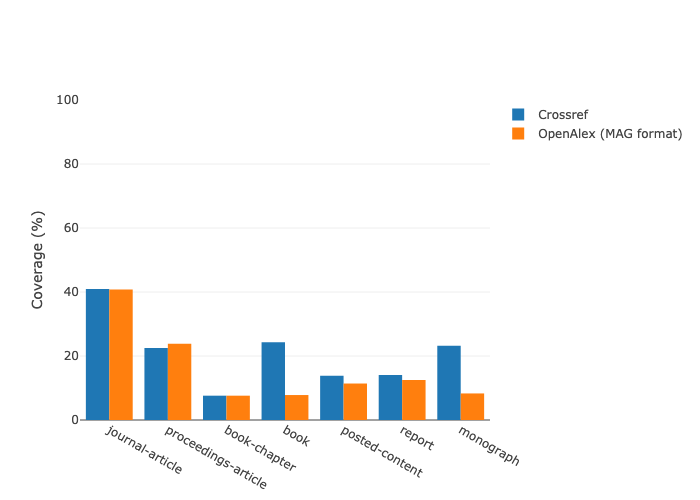 100
80
60
40
20
0
Coverage (%)
journal-article
proceedings-article
book-chapter
book
posted-content
report
monograph
Crossref
OpenAlex (MAG format)